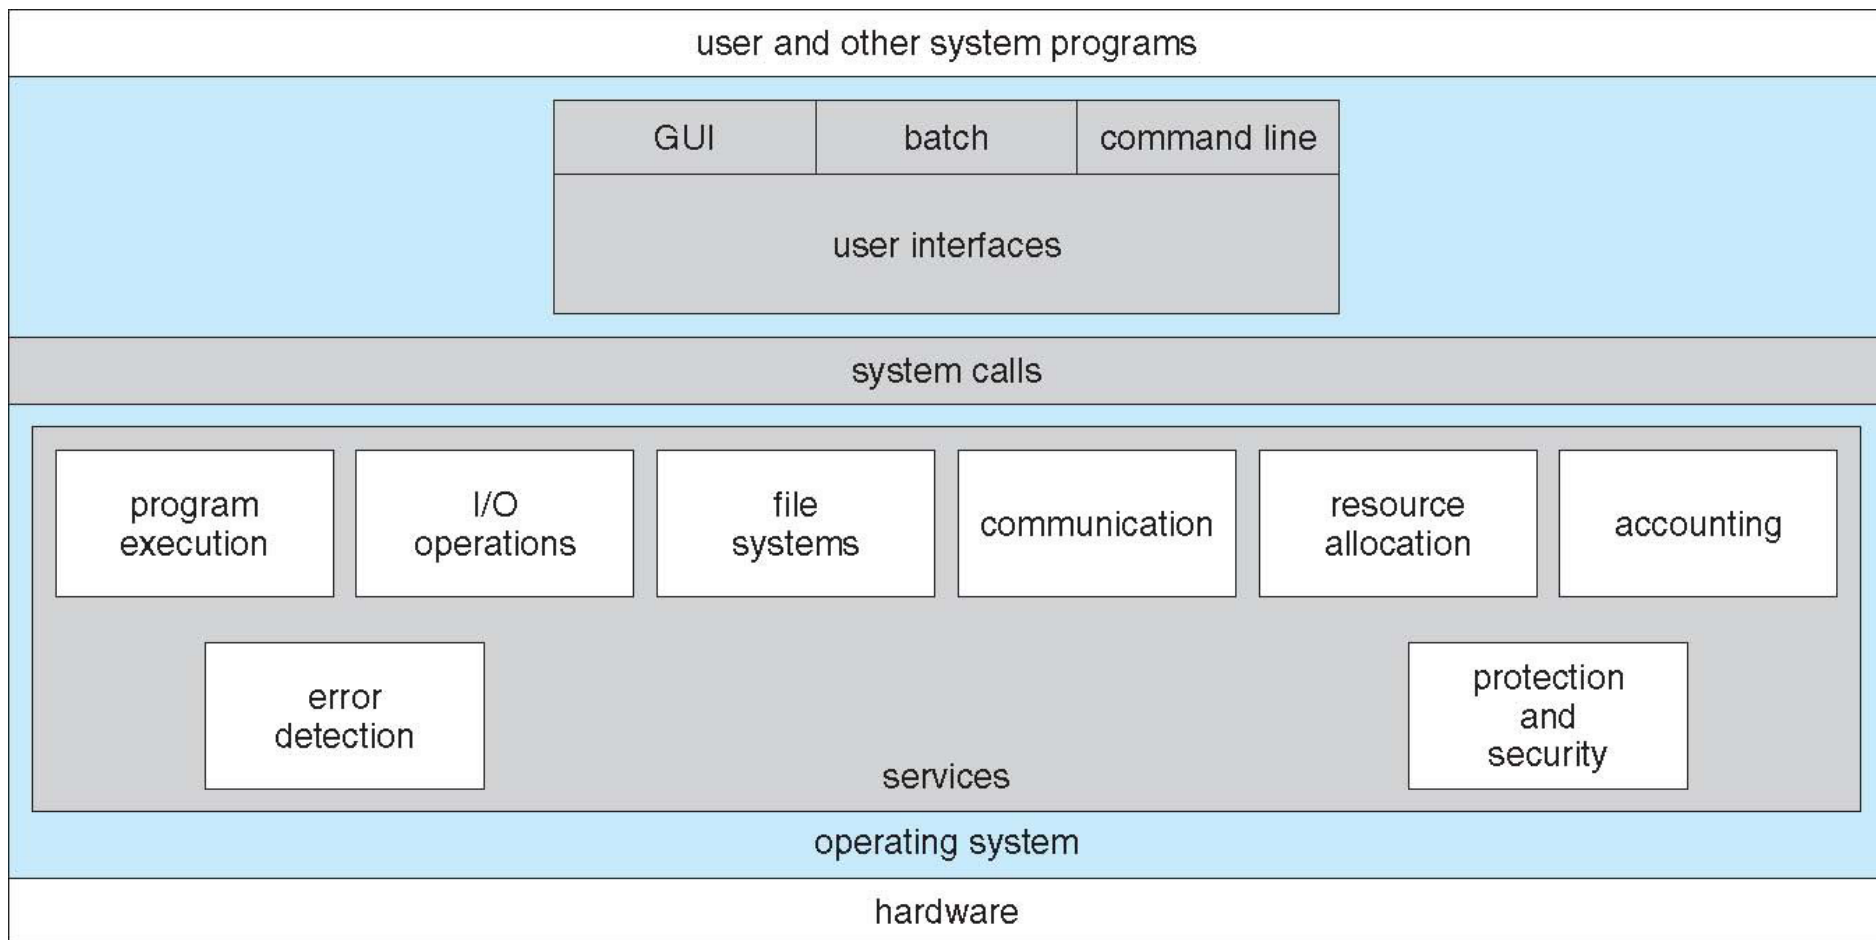 user and other system programs
GUI
batch
command line
user interfaces
system calls
program
execution
I/O
operations
file
systems
communication
resource
allocation
accounting
error
detection
protection
and
security
services
operating system
hardware